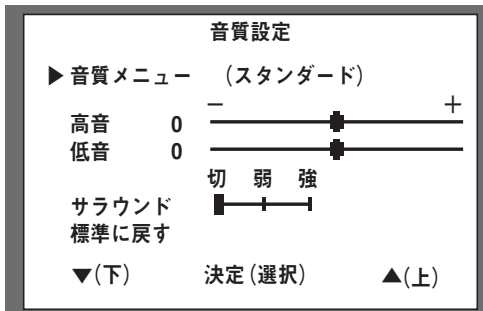 音質設定
▶音質メニュー (スタンダード)
− +
高音 0
低音 0
切 弱 強
サラウンド
標準に戻す
▼(下) 決定(選択) ▲(上)